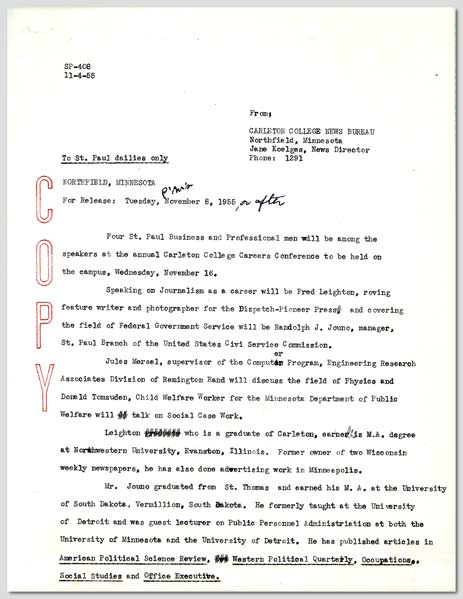 SP-408
11-4-55
From:
CARLETON COLLEGE NEWS BUREAU
Northfield, Minnesota
Jane Koelges, News Director
Phone: 1291
To St. Paul dailies only
COPY
NORTHFIELD, MINNESOTA
P.M.'s
For Release: Tuesday, November 8, 1955, or after
Four St. Paul Business and Professional men will be among the
speakers at the annual Carleton College Careers Conference to be held on
the campus, Wednesday, November 16.
Speaking on Journalism as a career will be Fred Leighton, roving
feature writer and photographer for the Dispatch-Pioneer Press and covering
the field of Federal Government Service will be Randolph J. Jouno, manager,
St. Paul Branch of the United States Civil Service Commission.
Jules Mersel, supervisor of the Computer Program, Engineering Research
Associates Division of Remington Rand will discuss the field of Physics and
Donald Tomsuden, Child Welfare Worker for the Minnesota Department of Public
Welfare will talk on Social Case Work.
Leighton who is a graduate of Carleton, earned his M.A. degree
at Northwestern University, Evanston, Illinois. Former owner of two Wisconsin
weekly newspapers, he has also done advertising work in Minneapolis.
Mr. Jouno graduated from St. Thomas and earned his M. A. at the University
of South Dakota, Vermillion, South Dakota. He formerly taught at the University
of Detroit and was guest lecturer on Public Personnel Administration at both the
University of Minnesota and the University of Detroit. He has published articles in
American Political Science Review, Western Political Quarterly, Occupations,
Social Studies and Office Executive.